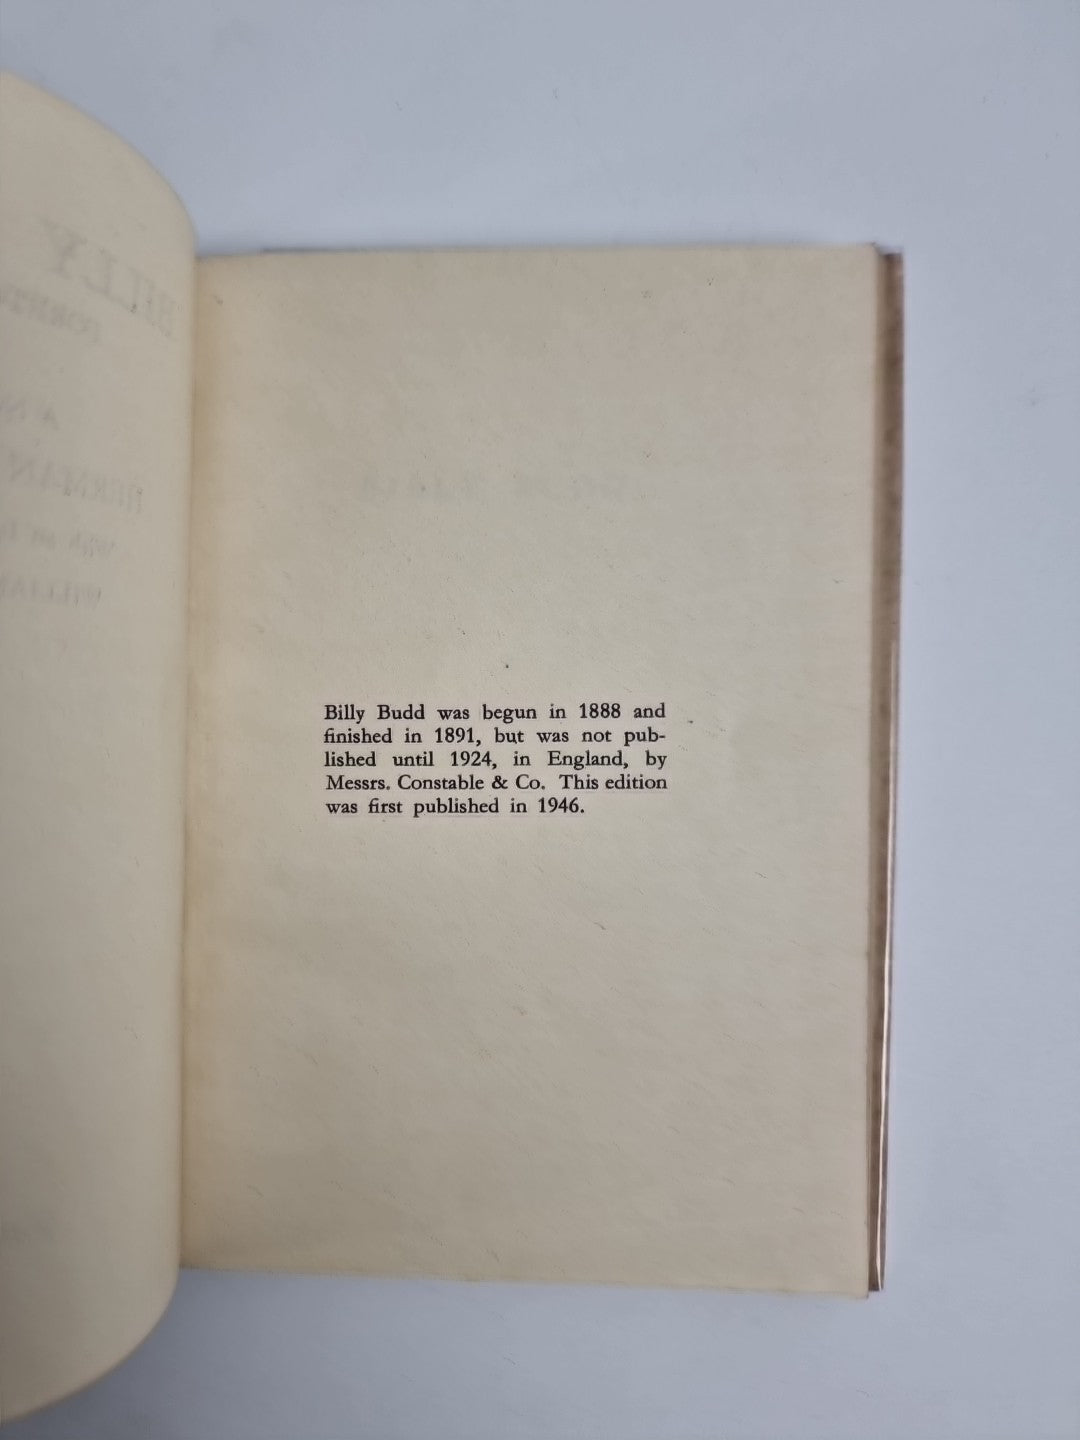 Billy Budd was begun in 1888 and
finished in 1891, but was not pub-
lished until 1924, in England, by
Messrs. Constable & Co. This edition
was first published in 1946.